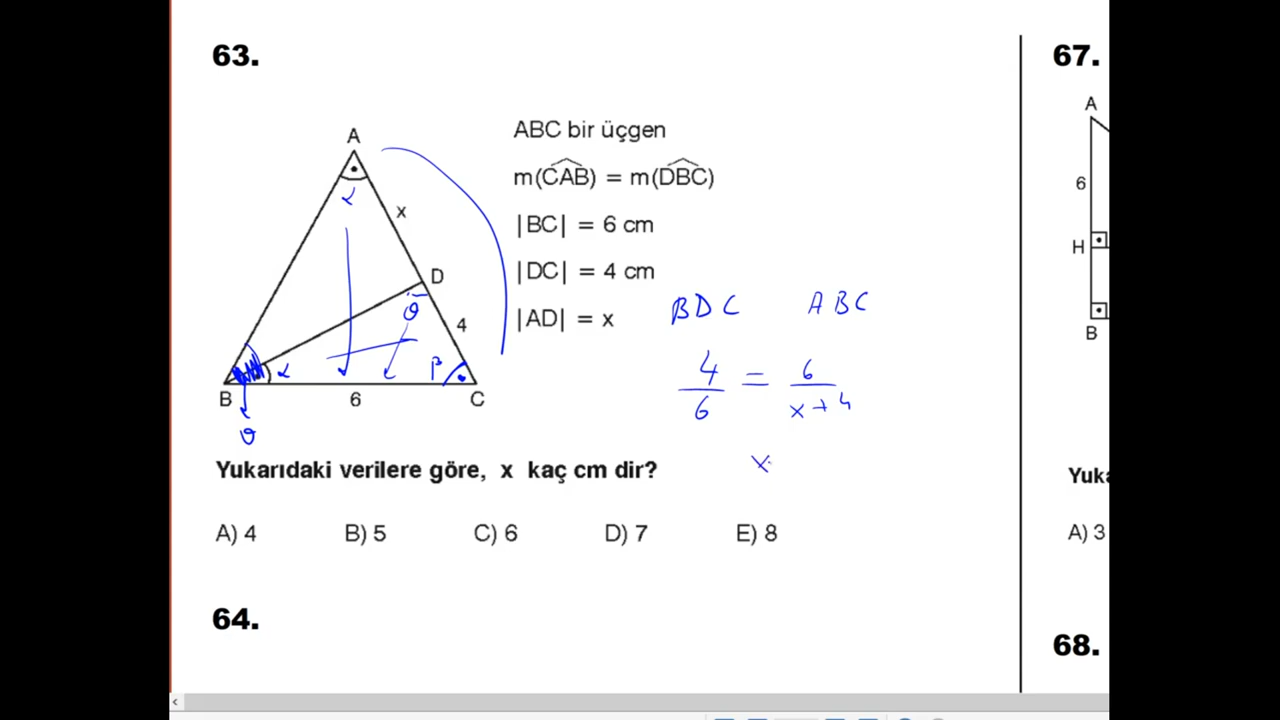 63.
A
ABC bir üçgen
m(CAB) = m(DBC)
|BC| = 6 cm
|DC| = 4 cm
|AD| = x
x
D
4
B
6
C
α
θ
α
β
θ
BDC ABC
4/6 = 6/x+4
x
Yukarıdaki verilere göre, x kaç cm dir?
A) 4 B) 5 C) 6 D) 7 E) 8
64.
67.
A
6
H
B
A) 3
68.